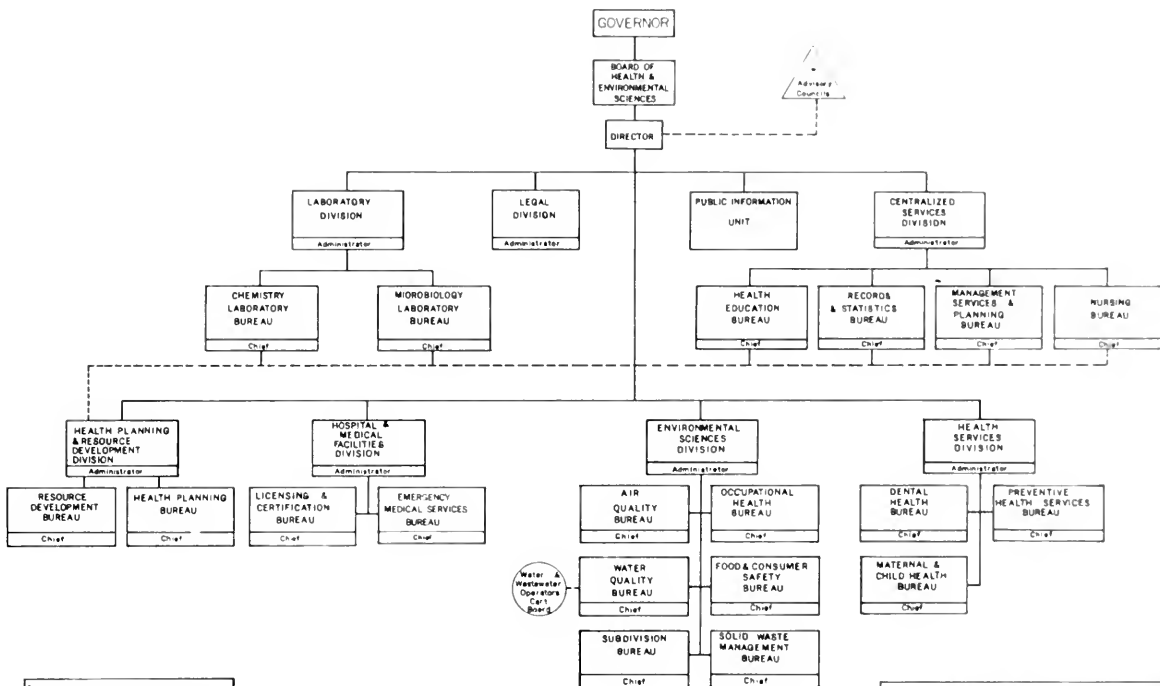 GOVERNOR
BOARD OF
HEALTH &
ENVIRONMENTAL
SCIENCES
Advisory
Councils
DIRECTOR
LABORATORY
DIVISION
Administrator
LEGAL
DIVISION
Administrator
PUBLIC INFORMATION
UNIT
CENTRALIZED
SERVICES
DIVISION
Administrator
CHEMISTRY
LABORATORY
BUREAU
Chief
MIOROBIOLOGY
LABORATORY
BUREAU
Chief
HEALTH
EDUCATION
BUREAU
Chief
RECORDS
& STATISTICS
BUREAU
Chief
MANAGEMENT
SERVICES &
PLANNING
BUREAU
Chief
NURSING
BUREAU
Chief
HEALTH PLANNING
& RESOURCE
DEVELOPMENT
DIVISION
Administrator
HOSPITAL &
MEDICAL
FACILITIES
DIVISION
Administrator
ENVIRONMENTAL
SCIENCES
DIVISION
Administrator
HEALTH
SERVICES
DIVISION
Administrator
RESOURCE
DEVELOPMENT
BUREAU
Chief
HEALTH PLANNING
BUREAU
Chief
LICENSING &
CERTIFICATION
BUREAU
Chief
EMERGENCY
MEDICAL SERVICES
BUREAU
Chief
AIR
QUALITY
BUREAU
Chief
OCCUPATIONAL
HEALTH
BUREAU
Chief
DENTAL
HEALTH
BUREAU
Chief
PREVENTIVE
HEALTH SERVICES
BUREAU
Chief
Water &
Wastewater
Operators
Cert
Board
WATER
QUALITY
BUREAU
Chief
FOOD & CONSUMER
SAFETY
BUREAU
Chief
MATERNAL &
CHILD HEALTH
BUREAU
Chief
SUBDIVISION
BUREAU
Chief
SOLID WASTE
MANAGEMENT
BUREAU
Chief